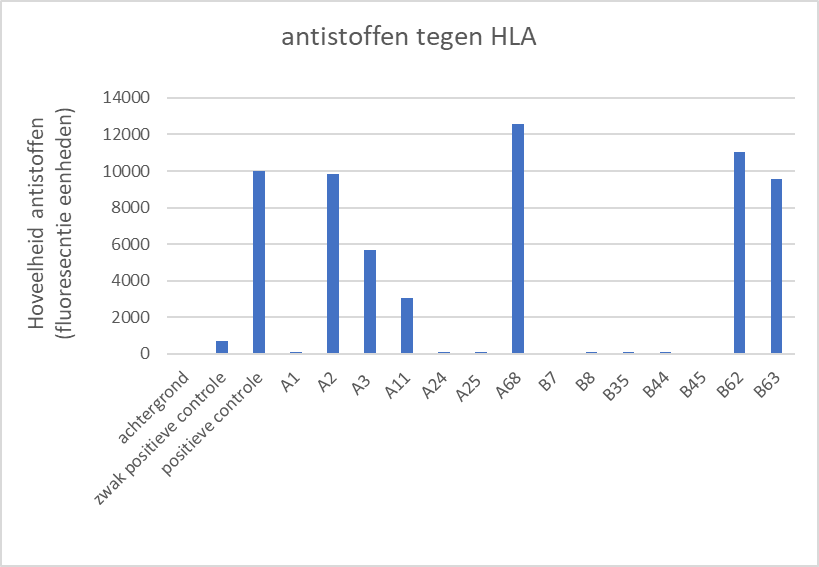 antistoffen tegen HLA
Hoveelheid antistoffen
(fluoresecntie eenheden)
14000
12000
10000
8000
6000
4000
2000
0
achtergrond
zwak positieve controle
positieve controle
A1
A2
A3
A11
A24
A25
A68
B7
B8
B35
B44
B45
B62
B63